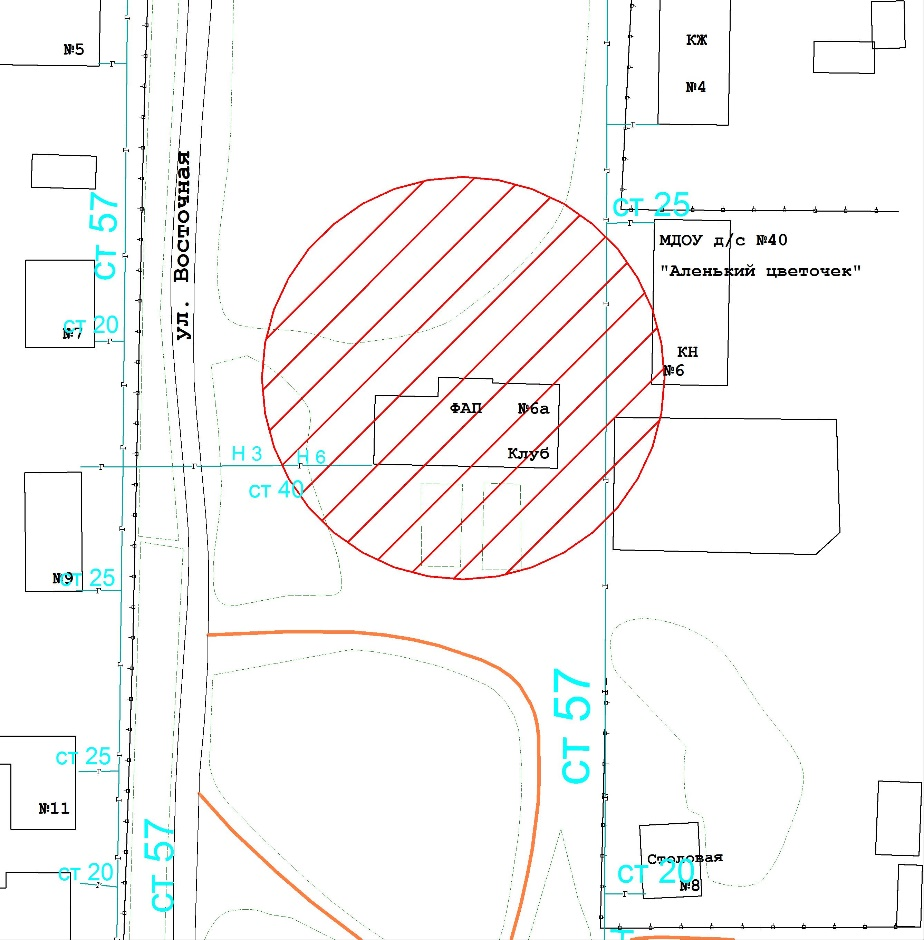 КЖ
№5
№4
ул. Восточная
ст 57
ст 25
МДОУ д/с №40
"Аленький цветочек"
ст 20
№7
КН
№6
ФАП №6а
Клуб
Н 3
Н 6
ст 40
№9
ст 25
ст 57
ст 25
№11
ст 57
Столовая
ст 20
№8
ст 20